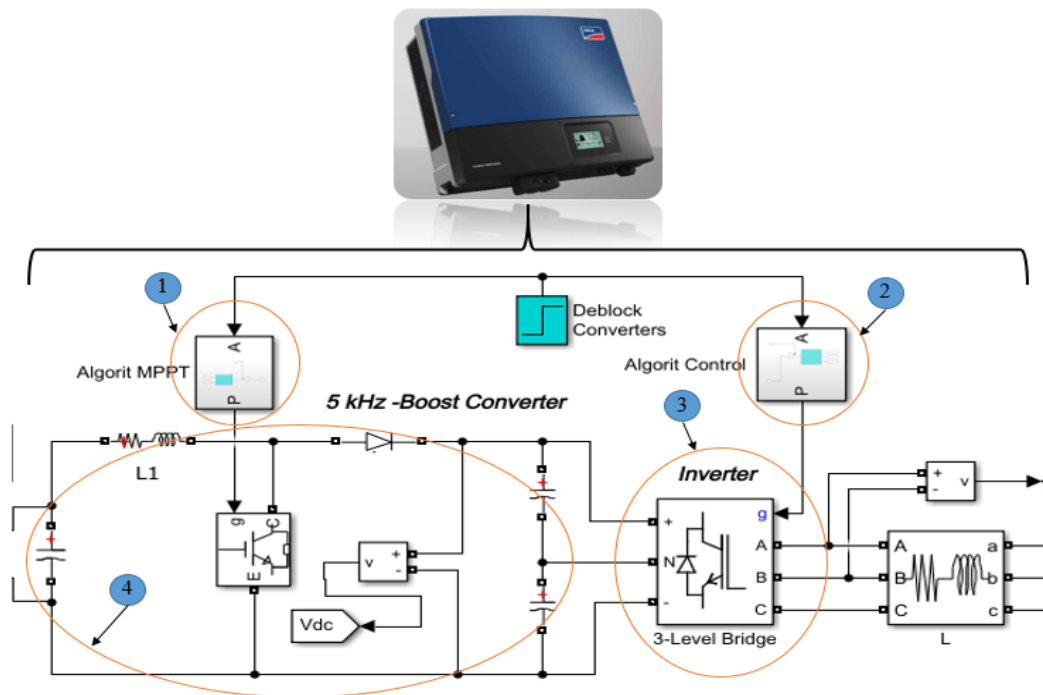 1
2
Deblock
Converters
A
P
Algorit MPPT
A
P
Algorit Control
5 kHz -Boost Converter
3
L1
Inverter
g
C
E
v
+
-
Vdc
4
+
N
-
g
A
B
C
3-Level Bridge
+
-
v
A
B
C
a
b
c
L